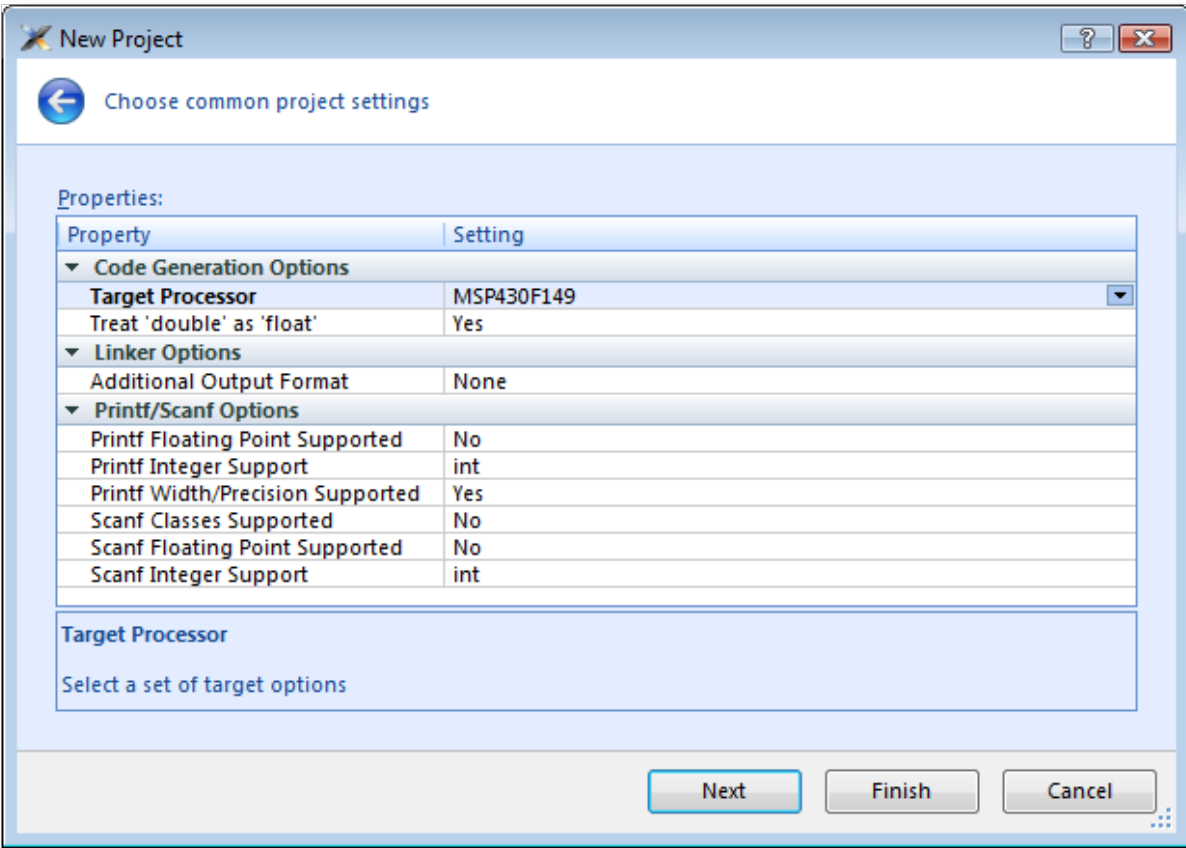 New Project
Choose common project settings
Properties:
Property Setting
Code Generation Options
Target Processor MSP430F149
Treat 'double' as 'float' Yes
Linker Options
Additional Output Format None
Printf/Scanf Options
Printf Floating Point Supported No
Printf Integer Support int
Printf Width/Precision Supported Yes
Scanf Classes Supported No
Scanf Floating Point Supported No
Scanf Integer Support int
Target Processor
Select a set of target options
Next Finish Cancel